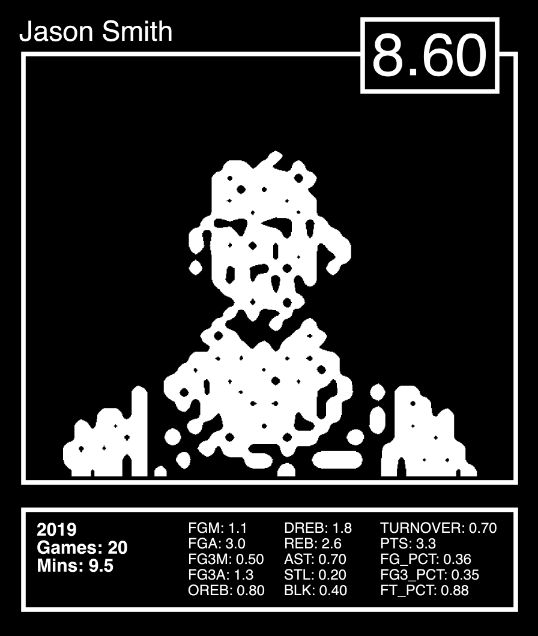 Jason Smith
8.60
2019
Games: 20
Mins: 9.5
FGM: 1.1
FGA: 3.0
FG3M: 0.50
FG3A: 1.3
OREB: 0.80
DREB: 1.8
REB: 2.6
AST: 0.70
STL: 0.20
BLK: 0.40
TURNOVER: 0.70
PTS: 3.3
FG_PCT: 0.36
FG3_PCT: 0.35
FT_PCT: 0.88